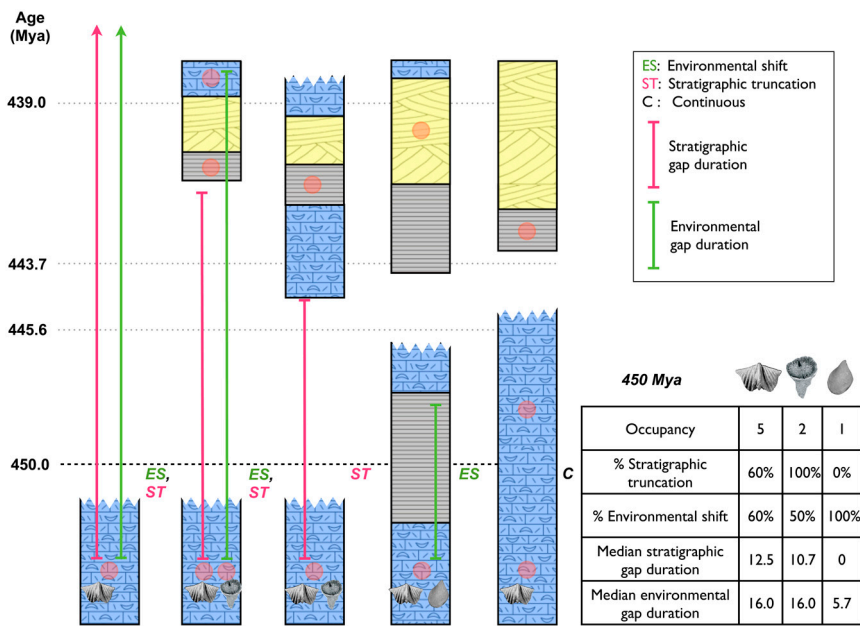 Age
(Mya)
439.0
443.7
445.6
450.0
ES,
ST
ES,
ST
ST
ES
C
ES: Environmental shift
ST: Stratigraphic truncation
C : Continuous
Stratigraphic
gap duration
Environmental
gap duration
450 Mya
Occupancy 5 2 1
% Stratigraphic
truncation 60% 100% 0%
% Environmental shift 60% 50% 100%
Median stratigraphic
gap duration 12.5 10.7 0
Median environmental
gap duration 16.0 16.0 5.7